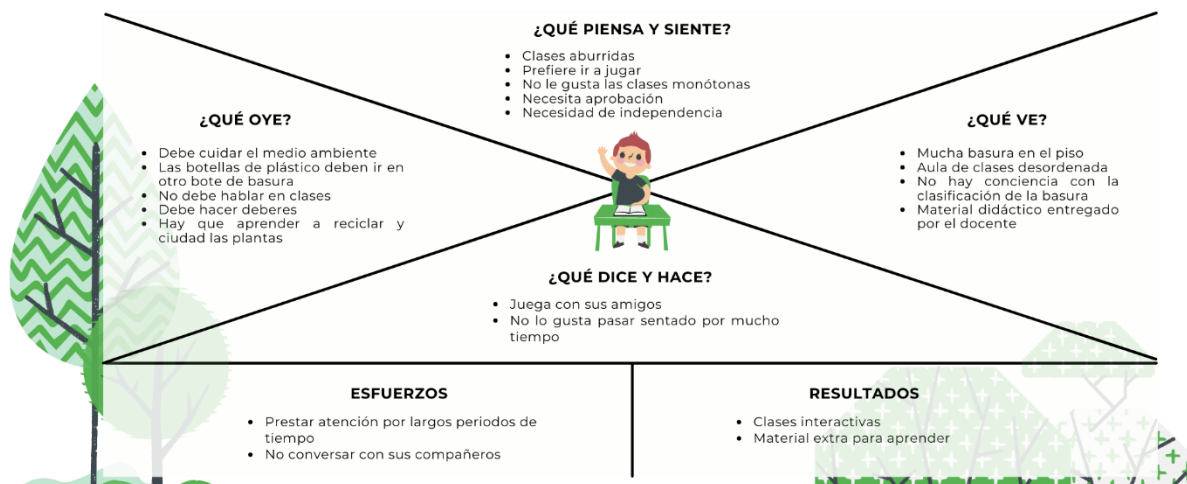 ¿QUÉ PIENSA Y SIENTE?
• Clases aburridas
• Prefiere ir a jugar
• No le gusta las clases monótonas
• Necesita aprobación
• Necesidad de independencia
¿QUÉ OYE?
• Debe cuidar el medio ambiente
• Las botellas de plástico deben ir en
otro bote de basura
• No debe hablar en clases
• Debe hacer deberes
• Hay que aprender a reciclar y
ciudad las plantas
¿QUÉ VE?
• Mucha basura en el piso
• Aula de clases desordenada
• No hay conciencia con la
clasificación de la basura
• Material didáctico entregado
por el docente
¿QUÉ DICE Y HACE?
• Juega con sus amigos
• No lo gusta pasar sentado por mucho
tiempo
ESFUERZOS
• Prestar atención por largos periodos de
tiempo
• No conversar con sus compañeros
RESULTADOS
• Clases interactivas
• Material extra para aprender